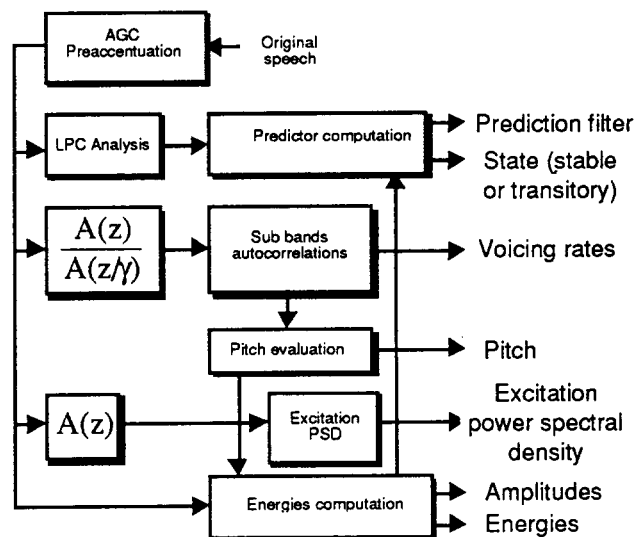 AGC
Preaccentuation
Original
speech
LPC Analysis
Predictor computation
Prediction filter
State (stable
or transitory)
A(z)
A(z/γ)
Sub bands
autocorrelations
Voicing rates
Pitch evaluation
Pitch
A(z)
Excitation
PSD
Excitation
power spectral
density
Energies computation
Amplitudes
Energies